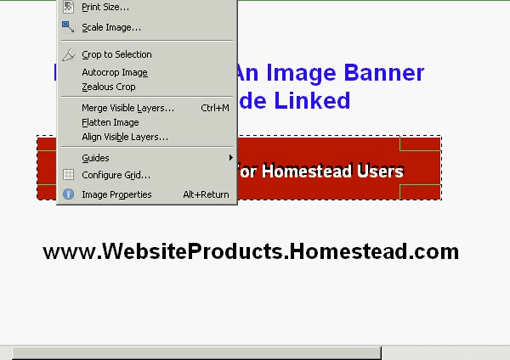 Print Size...
Scale Image...
Crop to Selection
Autocrop Image
Zealous Crop
Merge Visible Layers... Ctrl+M
Flatten Image
Align Visible Layers...
Guides
Configure Grid...
Image Properties Alt+Return
An Image Banner
Linked
for Homestead Users
www.WebsiteProducts.Homestead.com